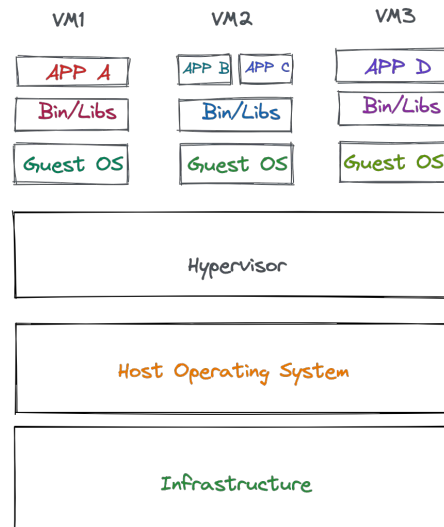 VM1 VM2 VM3
APP A APP B APP C APP D
Bin/Libs Bin/Libs Bin/Libs
Guest OS Guest OS Guest OS
Hypervisor
Host Operating System
Infrastructure